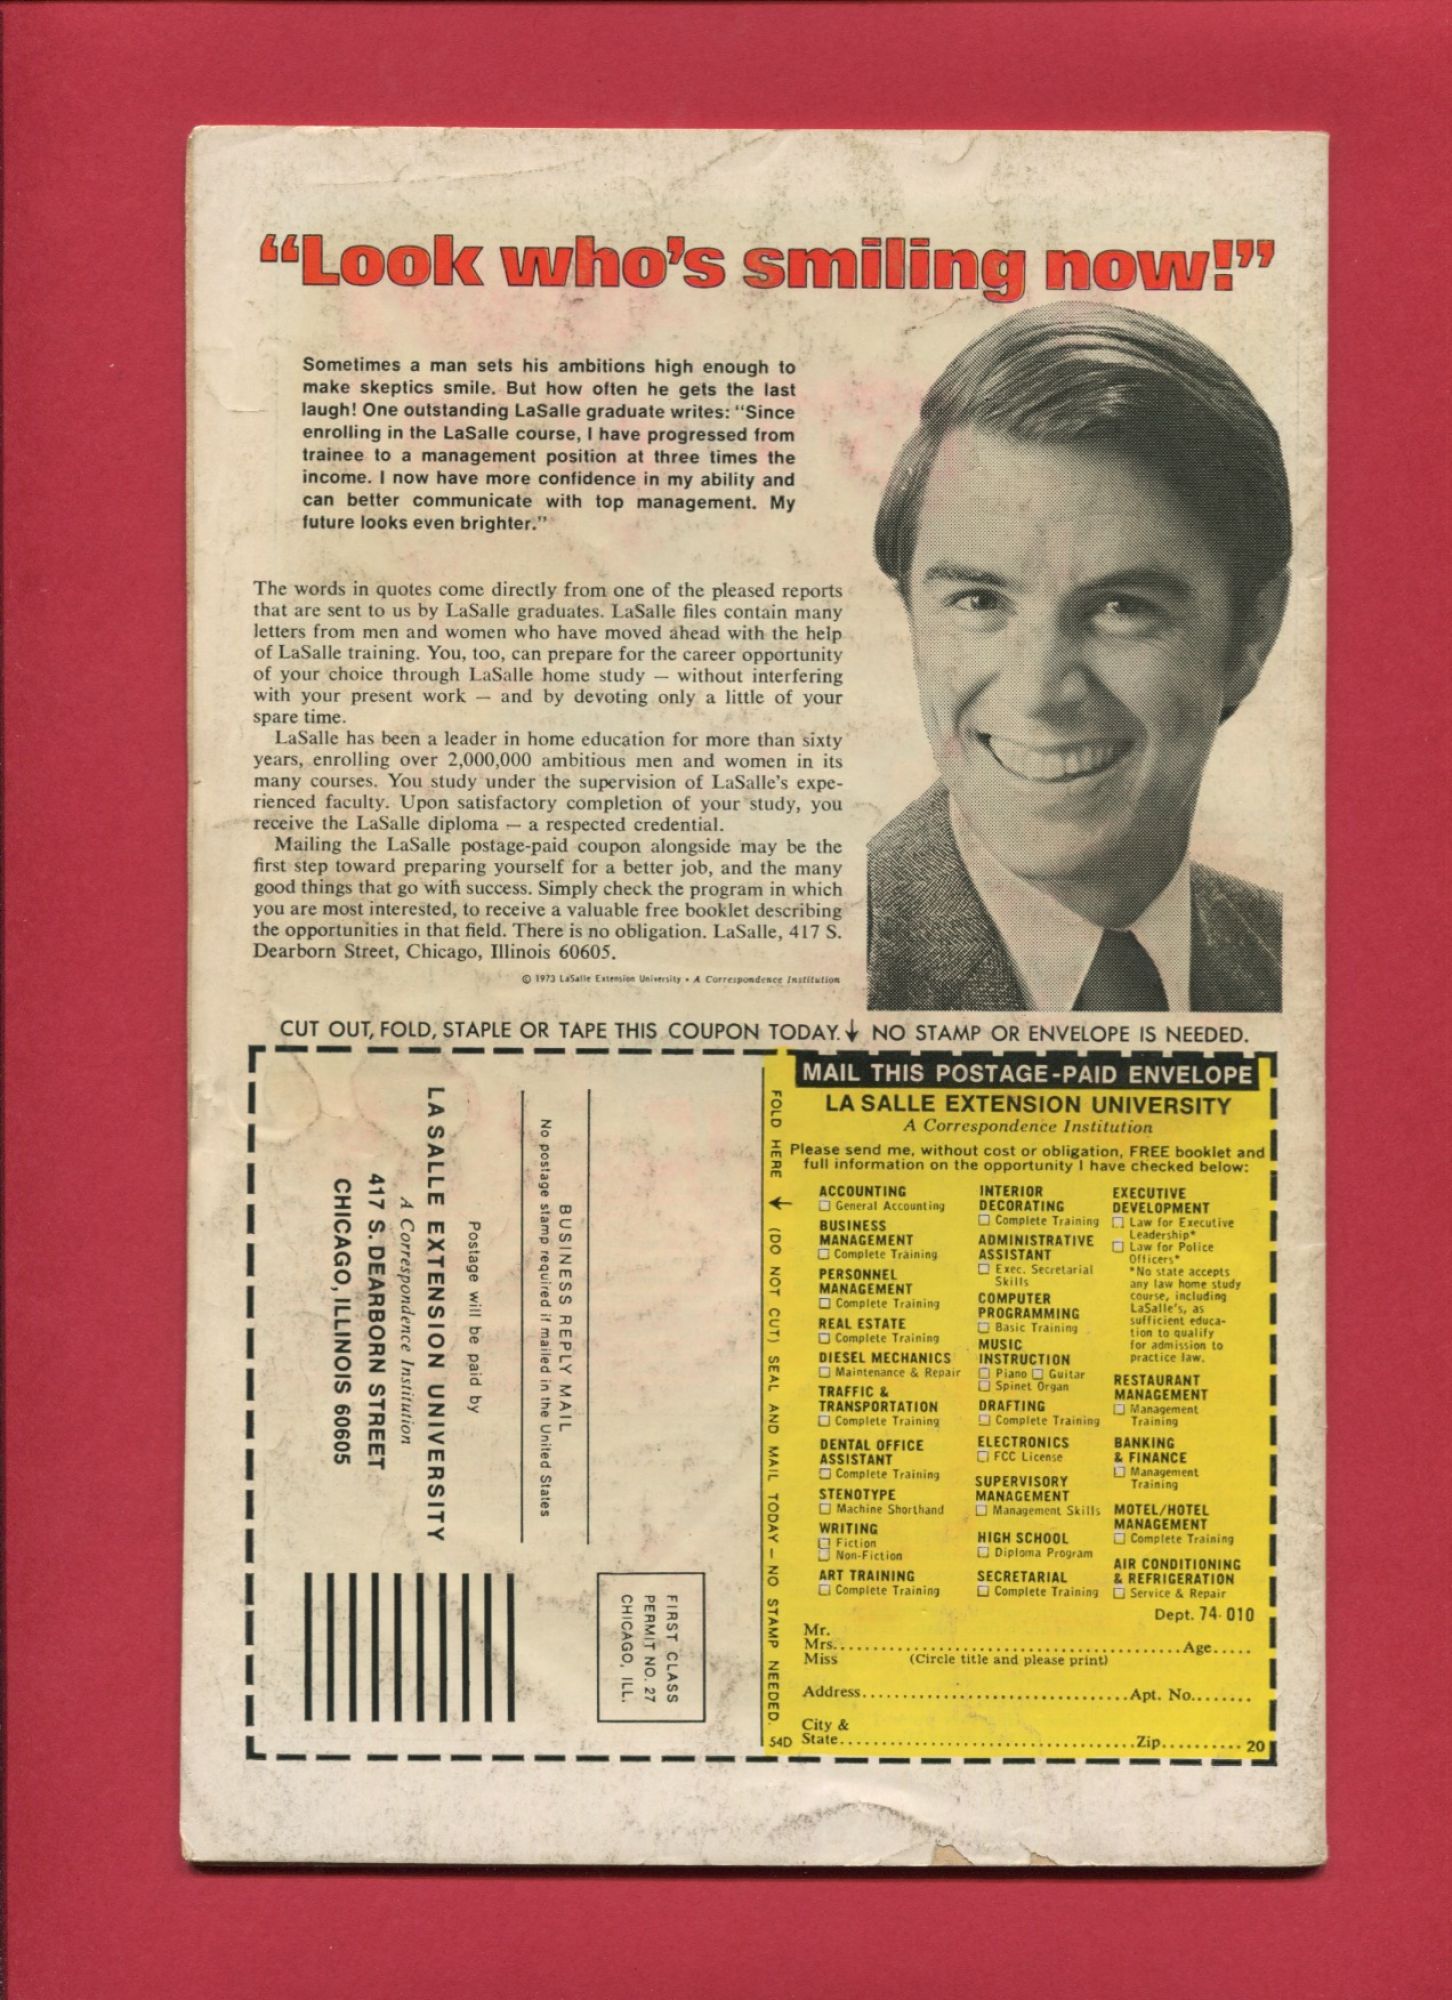 “Look who’s smiling now!”
Sometimes a man sets his ambitions high enough to
make skeptics smile. But how often he gets the last
laugh! One outstanding LaSalle graduate writes: “Since
enrolling in the LaSalle course, I have progressed from
trainee to a management position at three times the
income. I now have more confidence in my ability and
can better communicate with top management. My
future looks even brighter.”
The words in quotes come directly from one of the pleased reports
that are sent to us by LaSalle graduates. LaSalle files contain many
letters from men and women who have moved ahead with the help
of LaSalle training. You, too, can prepare for the career opportunity
of your choice through LaSalle home study — without interfering
with your present work — and by devoting only a little of your
spare time.
LaSalle has been a leader in home education for more than sixty
years, enrolling over 2,000,000 ambitious men and women in its
many courses. You study under the supervision of LaSalle’s expe-
rienced faculty. Upon satisfactory completion of your study, you
receive the LaSalle diploma — a respected credential.
Mailing the LaSalle postage-paid coupon alongside may be the
first step toward preparing yourself for a better job, and the many
good things that go with success. Simply check the program in which
you are most interested, to receive a valuable free booklet describing
the opportunities in that field. There is no obligation. LaSalle, 417 S.
Dearborn Street, Chicago, Illinois 60605.
© 1973 LaSalle Extension University • A Correspondence Institution
CUT OUT, FOLD, STAPLE OR TAPE THIS COUPON TODAY. ↓ NO STAMP OR ENVELOPE IS NEEDED.
FIRST CLASS
PERMIT NO. 27
CHICAGO, ILL.
BUSINESS REPLY MAIL
No postage stamp required if mailed in the United States
Postage will be paid by
LA SALLE EXTENSION UNIVERSITY
A Correspondence Institution
417 S. DEARBORN STREET
CHICAGO, ILLINOIS 60605
FOLD HERE ← (DO NOT CUT) SEAL AND MAIL TODAY — NO STAMP NEEDED.
MAIL THIS POSTAGE-PAID ENVELOPE
LA SALLE EXTENSION UNIVERSITY
A Correspondence Institution
Please send me, without cost or obligation, FREE booklet and
full information on the opportunity I have checked below:
ACCOUNTING
☐ General Accounting
BUSINESS
MANAGEMENT
☐ Complete Training
PERSONNEL
MANAGEMENT
☐ Complete Training
REAL ESTATE
☐ Complete Training
DIESEL MECHANICS
☐ Maintenance & Repair
TRAFFIC &
TRANSPORTATION
☐ Complete Training
DENTAL OFFICE
ASSISTANT
☐ Complete Training
STENOTYPE
☐ Machine Shorthand
WRITING
☐ Fiction
☐ Non-Fiction
ART TRAINING
☐ Complete Training
INTERIOR
DECORATING
☐ Complete Training
ADMINISTRATIVE
ASSISTANT
☐ Exec. Secretarial
Skills
COMPUTER
PROGRAMMING
☐ Basic Training
MUSIC
INSTRUCTION
☐ Piano ☐ Guitar
☐ Spinet Organ
DRAFTING
☐ Complete Training
ELECTRONICS
☐ FCC License
SUPERVISORY
MANAGEMENT
☐ Management Skills
HIGH SCHOOL
☐ Diploma Program
SECRETARIAL
☐ Complete Training
EXECUTIVE
DEVELOPMENT
☐ Law for Executive
Leadership*
☐ Law for Police
Officers*
*No state accepts
any law home study
course, including
LaSalle’s, as
sufficient educa-
tion to qualify
for admission to
practice law.
RESTAURANT
MANAGEMENT
☐ Management
Training
BANKING
& FINANCE
☐ Management
Training
MOTEL/HOTEL
MANAGEMENT
☐ Complete Training
AIR CONDITIONING
& REFRIGERATION
☐ Service & Repair
Dept. 74-010
Mr.
Mrs. Age
Miss (Circle title and please print)
Address Apt. No.
City &
State Zip 20
54D